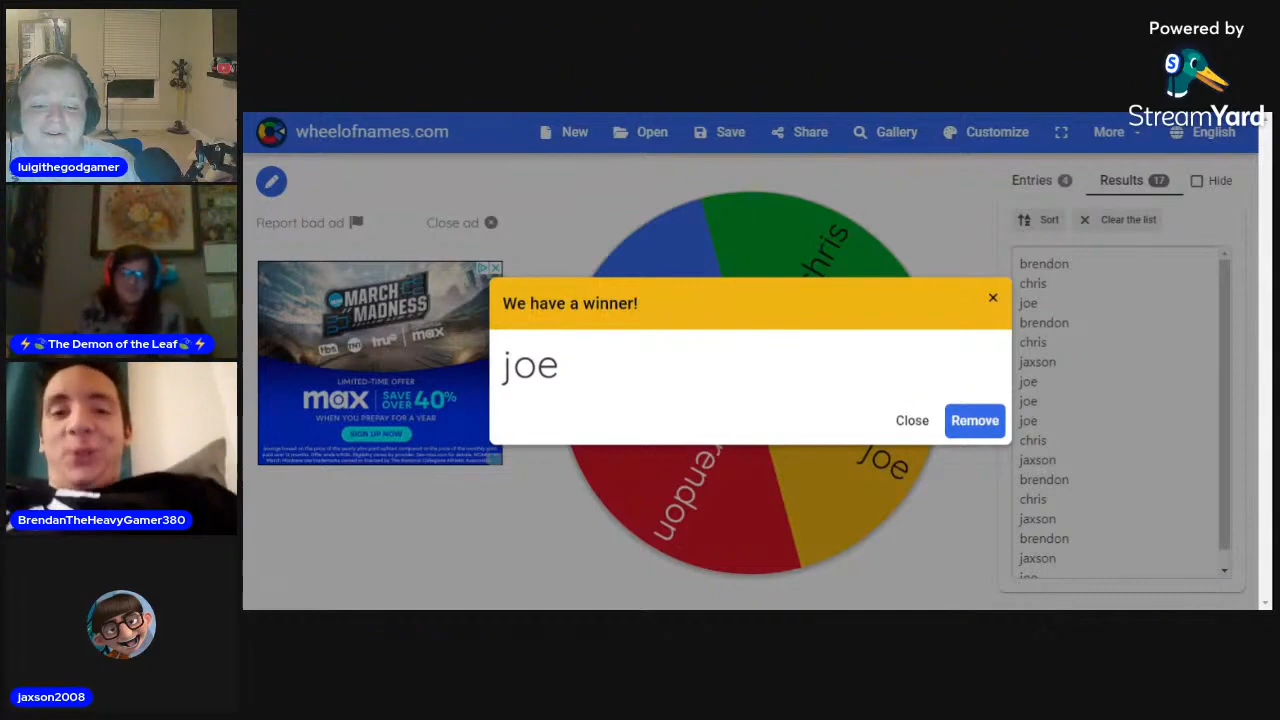 Powered by
StreamYard
luigithegodgamer
⚡🍃The Demon of the Leaf🍃⚡
BrendanTheHeavyGamer380
jaxson2008
wheelofnames.com
New
Open
Save
Share
Gallery
Customize
More
English
Report bad ad
Close ad
MARCH
MADNESS
tbs TNT tru max
LIMITED-TIME OFFER
max SAVE OVER 40%
WHEN YOU PREPAY FOR A YEAR
SIGN UP NOW
chris
joe
We have a winner!
joe
Close
Remove
Entries 4
Results 17
Hide
Sort
Clear the list
brendon
chris
joe
brendon
chris
jaxson
joe
joe
joe
chris
jaxson
brendon
chris
jaxson
brendon
jaxson
joe